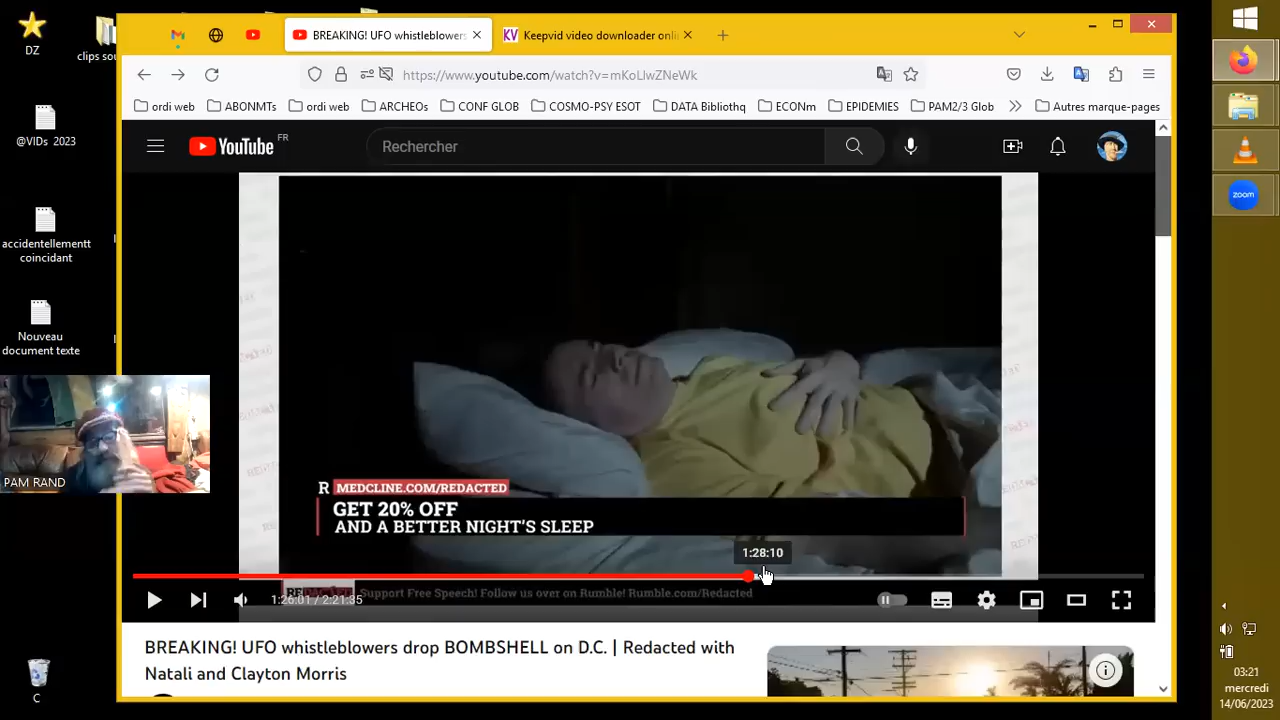 DZ
clips sou
@VIDs 2023
accidentellementt
coincidant
Nouveau
document texte
PAM RAND
C
BREAKING! UFO whistleblowers
KV Keepvid video downloader onli
https://www.youtube.com/watch?v=mKoLlwZNeWk
ordi web
ABONMTs
ordi web
ARCHEOs
CONF GLOB
COSMO-PSY ESOT
DATA Bibliothq
ECONm
EPIDEMIES
PAM2/3 Glob
Autres marque-pages
YouTube FR
Rechercher
R MEDCLINE.COM/REDACTED
GET 20% OFF
AND A BETTER NIGHT'S SLEEP
1:28:10
Support Free Speech! Follow us over on Rumble! Rumble.com/Redacted
1:26:01 / 2:21:35
BREAKING! UFO whistleblowers drop BOMBSHELL on D.C. | Redacted with
Natali and Clayton Morris
zoom
03:21
mercredi
14/06/2023